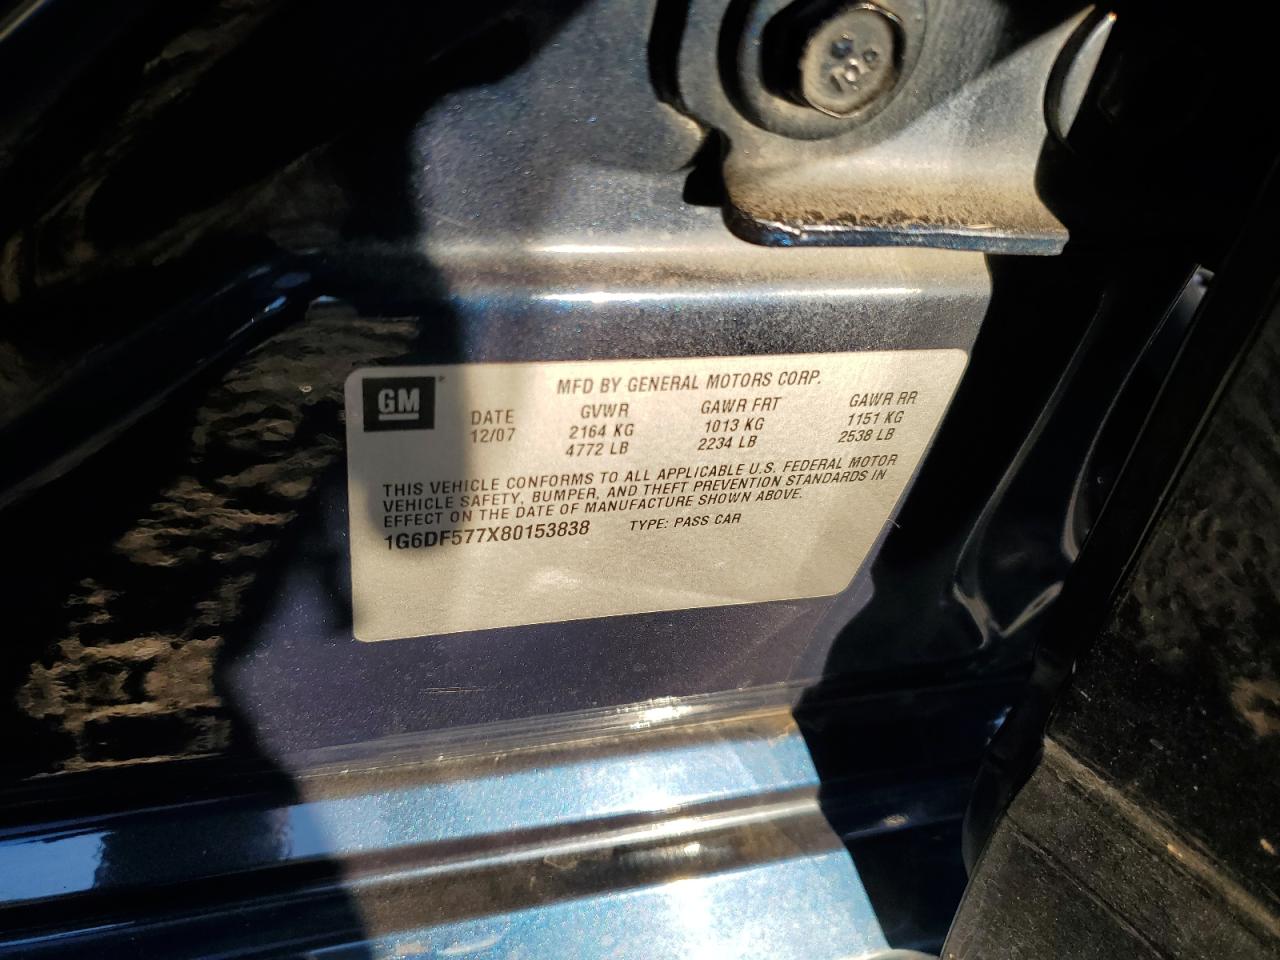 GM
MFD BY GENERAL MOTORS CORP.
DATE GVWR GAWR FRT GAWR RR
12/07 2164 KG 1013 KG 1151 KG
4772 LB 2234 LB 2538 LB
THIS VEHICLE CONFORMS TO ALL APPLICABLE U.S. FEDERAL MOTOR
VEHICLE SAFETY, BUMPER, AND THEFT PREVENTION STANDARDS IN
EFFECT ON THE DATE OF MANUFACTURE SHOWN ABOVE.
1G6DF577X80153838 TYPE: PASS CAR